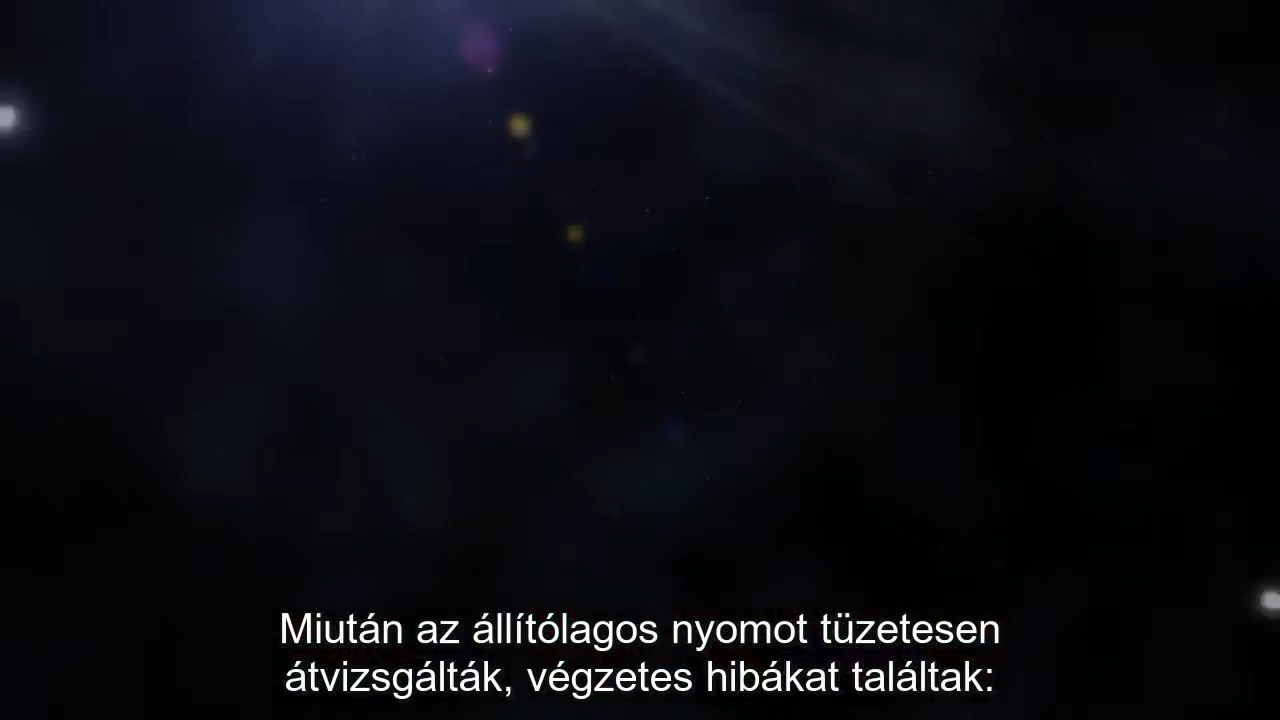 Miután az állítólagos nyomot tüzetesen
átvizsgálták, végzetes hibákat találtak: